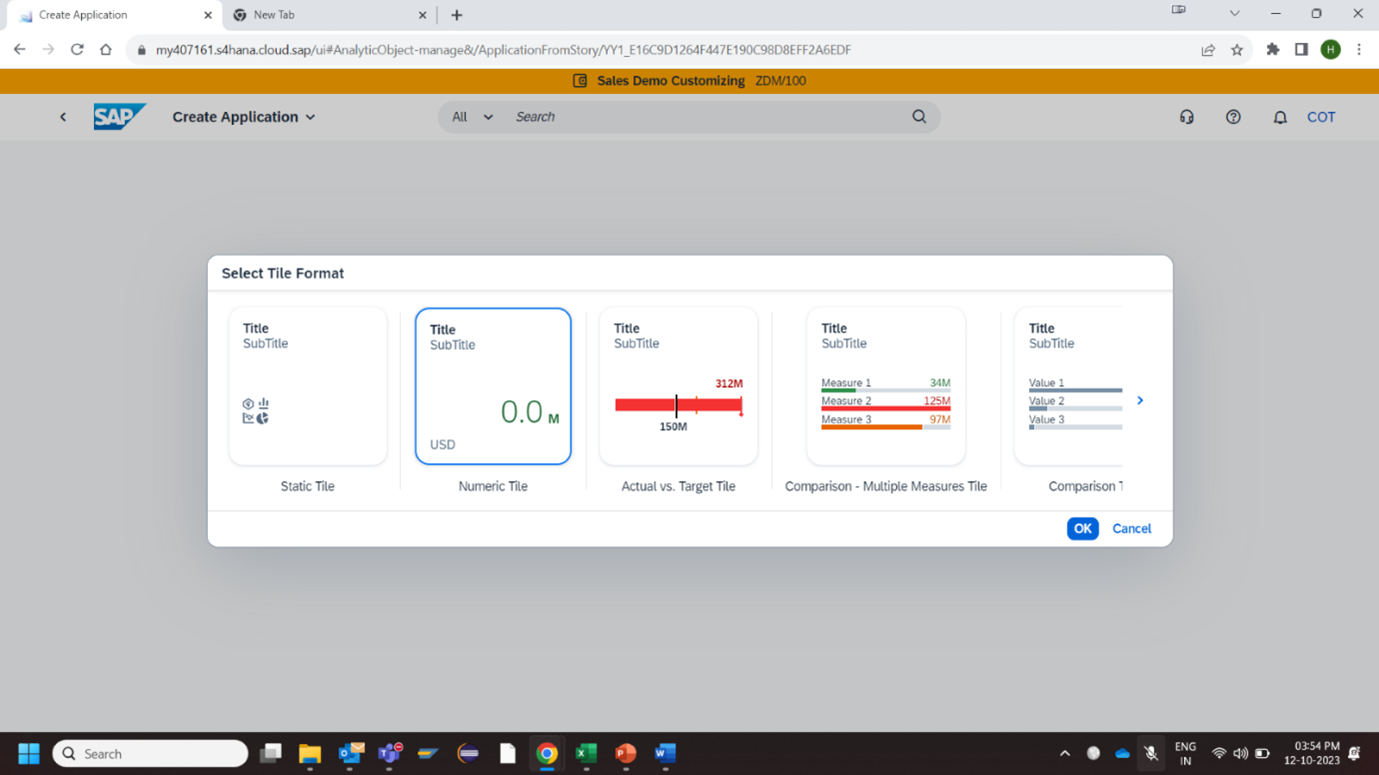 Create Application
New Tab
my407161.s4hana.cloud.sap/ui#AnalyticObject-manage&/ApplicationFromStory/YY1_E16C9D1264F447E190C98D8EFF2A6EDF
H
Sales Demo Customizing ZDM/100
SAP Create Application All Search COT
Select Tile Format
Title
SubTitle
Static Tile
Title
SubTitle
0.0 M
USD
Numeric Tile
Title
SubTitle
312M
150M
Actual vs. Target Tile
Title
SubTitle
Measure 1 34M
Measure 2 125M
Measure 3 97M
Comparison - Multiple Measures Tile
Title
SubTitle
Value 1
Value 2
Value 3
Comparison T
OK Cancel
Search
ENG
IN
03:54 PM
12-10-2023